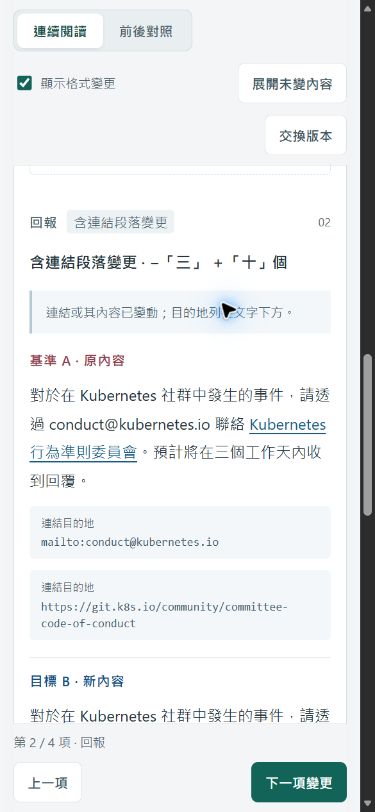 連續閱讀 前後對照
顯示格式變更 展開未變內容
交換版本
回報 含連結段落變更 02
含連結段落變更 · −「三」 +「十」個
連結或其內容已變動；目的地列文字下方。
基準 A · 原內容
對於在 Kubernetes 社群中發生的事件，請透
過 conduct@kubernetes.io 聯絡 Kubernetes
行為準則委員會。預計將在三個工作天內收
到回覆。
連結目的地
mailto:conduct@kubernetes.io
連結目的地
https://git.k8s.io/community/committee-
code-of-conduct
目標 B · 新內容
對於在 Kubernetes 社群中發生的事件，請透
第 2 / 4 項 · 回報
上一項 下一項變更